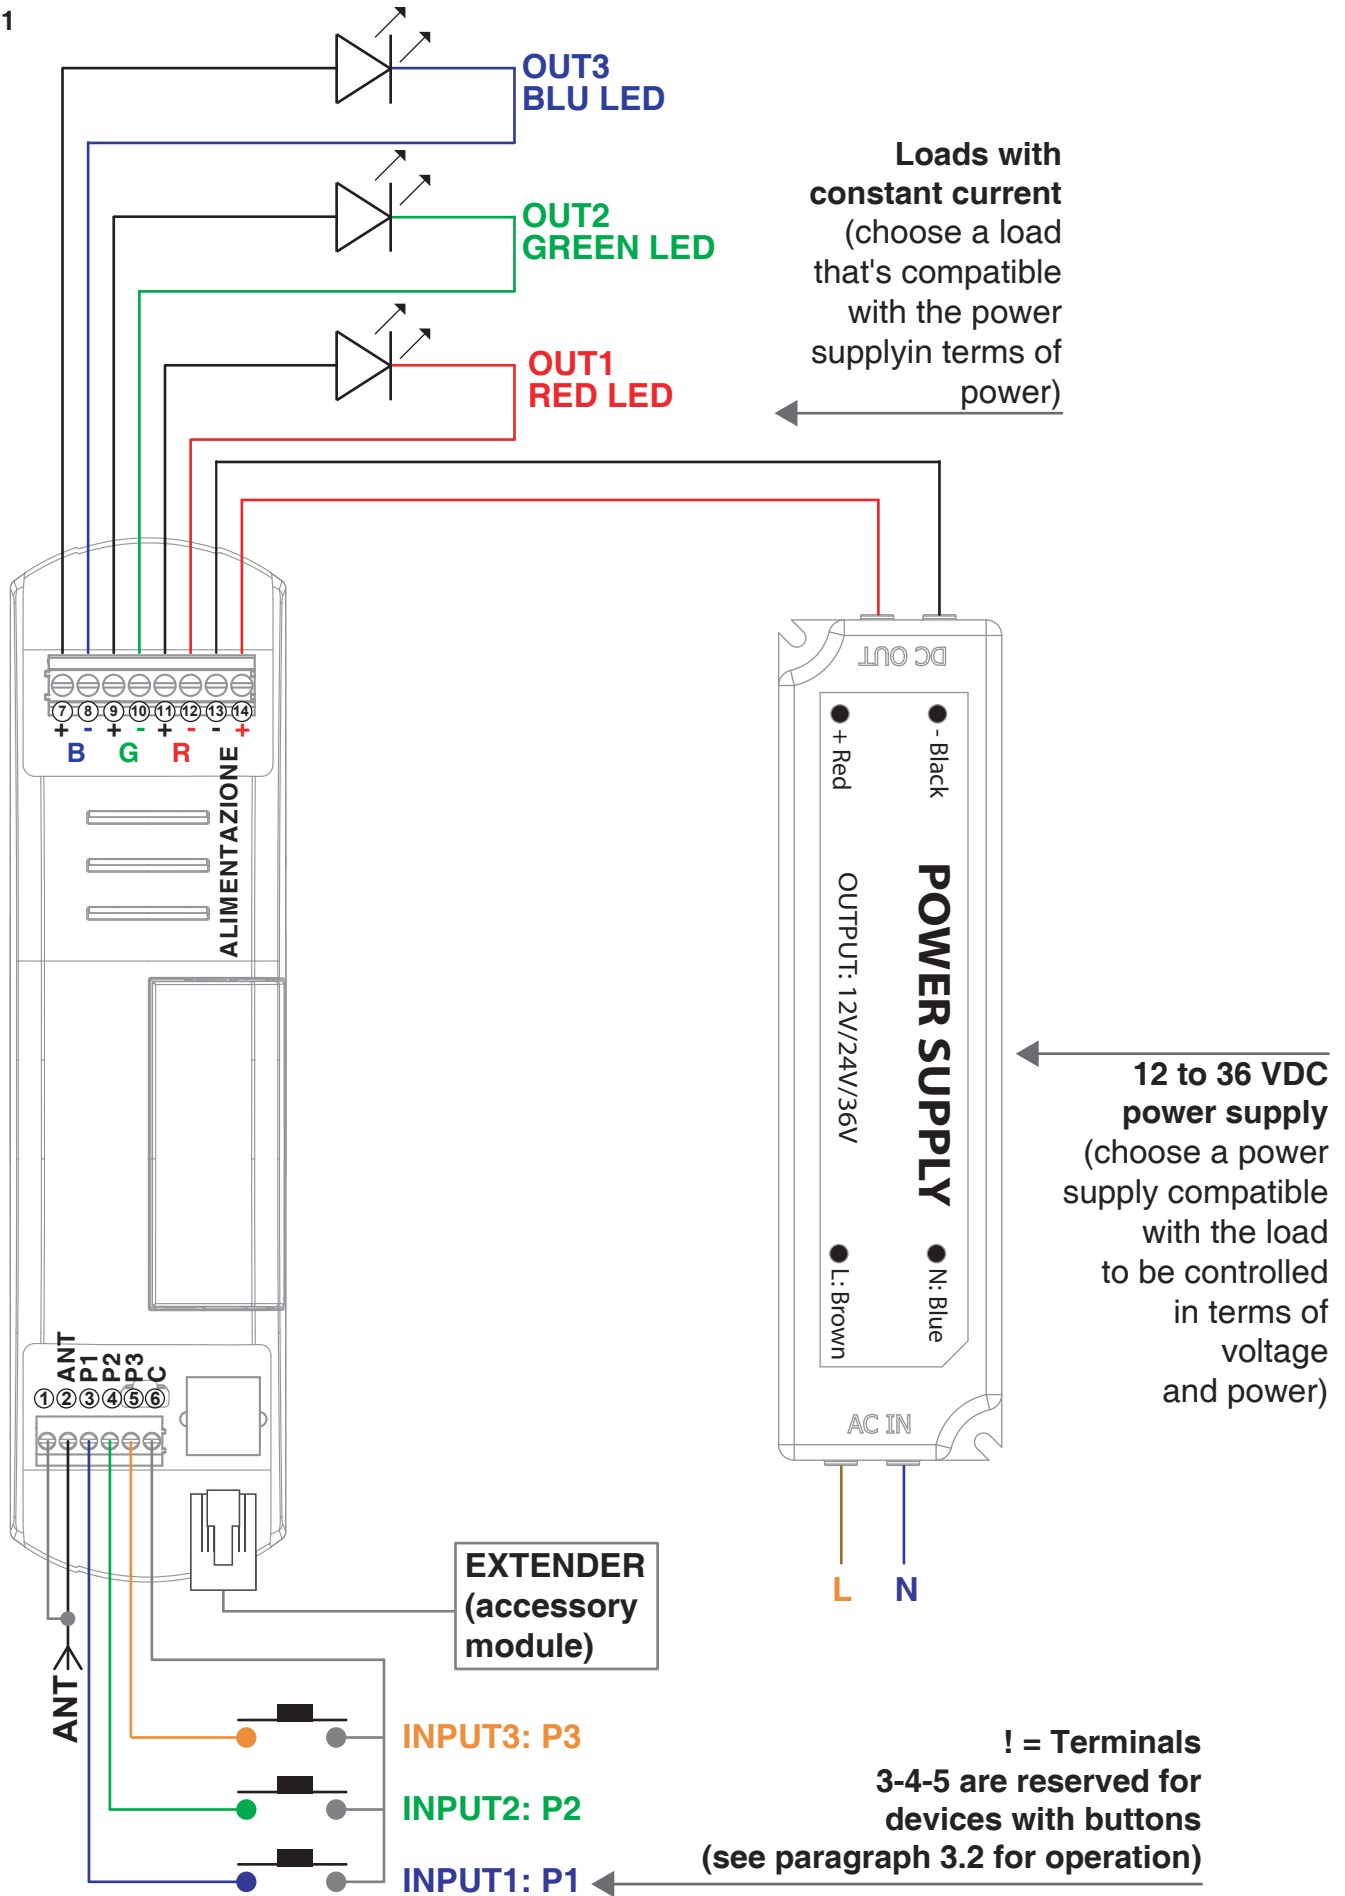 1
OUT3
BLU LED
OUT2
GREEN LED
OUT1
RED LED
Loads with
constant current
(choose a load
that's compatible
with the power
supplyin terms of
power)
7 8 9 10 11 12 13 14
+ - + - + - - +
B G R
ALIMENTAZIONE
DC OUT
+ Red
- Black
POWER SUPPLY
OUTPUT: 12V/24V/36V
L: Brown
N: Blue
AC IN
L N
12 to 36 VDC
power supply
(choose a power
supply compatible
with the load
to be controlled
in terms of
voltage
and power)
ANT P1 P2 P3 C
1 2 3 4 5 6
ANT
EXTENDER
(accessory
module)
INPUT3: P3
INPUT2: P2
INPUT1: P1
! = Terminals
3-4-5 are reserved for
devices with buttons
(see paragraph 3.2 for operation)